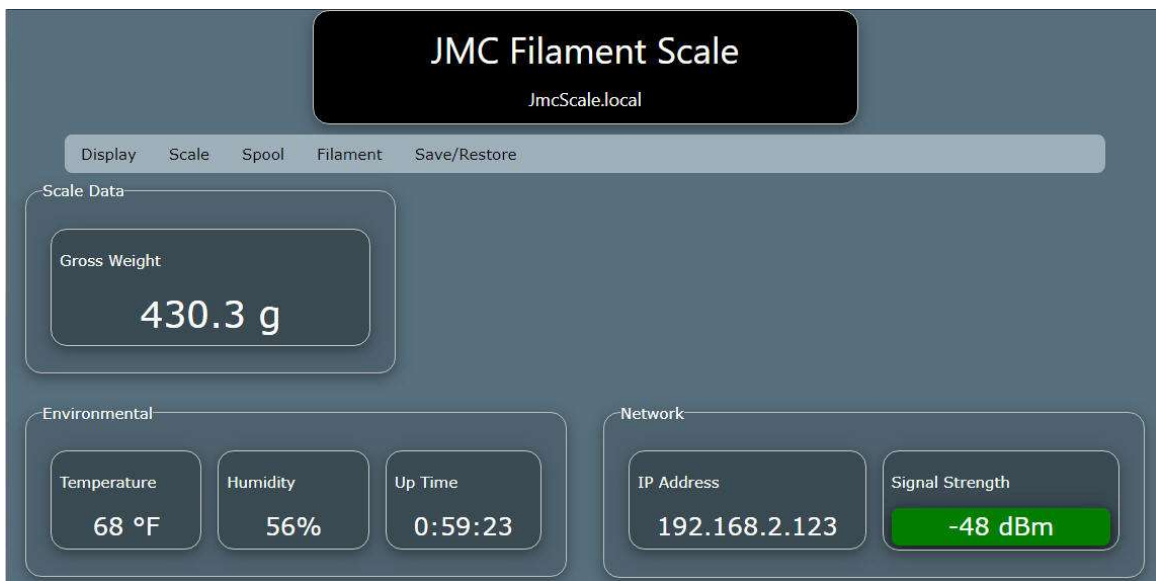 JMC Filament Scale
JmcScale.local
Display Scale Spool Filament Save/Restore
Scale Data
Gross Weight
430.3 g
Environmental
Temperature
68 °F
Humidity
56%
Up Time
0:59:23
Network
IP Address
192.168.2.123
Signal Strength
-48 dBm